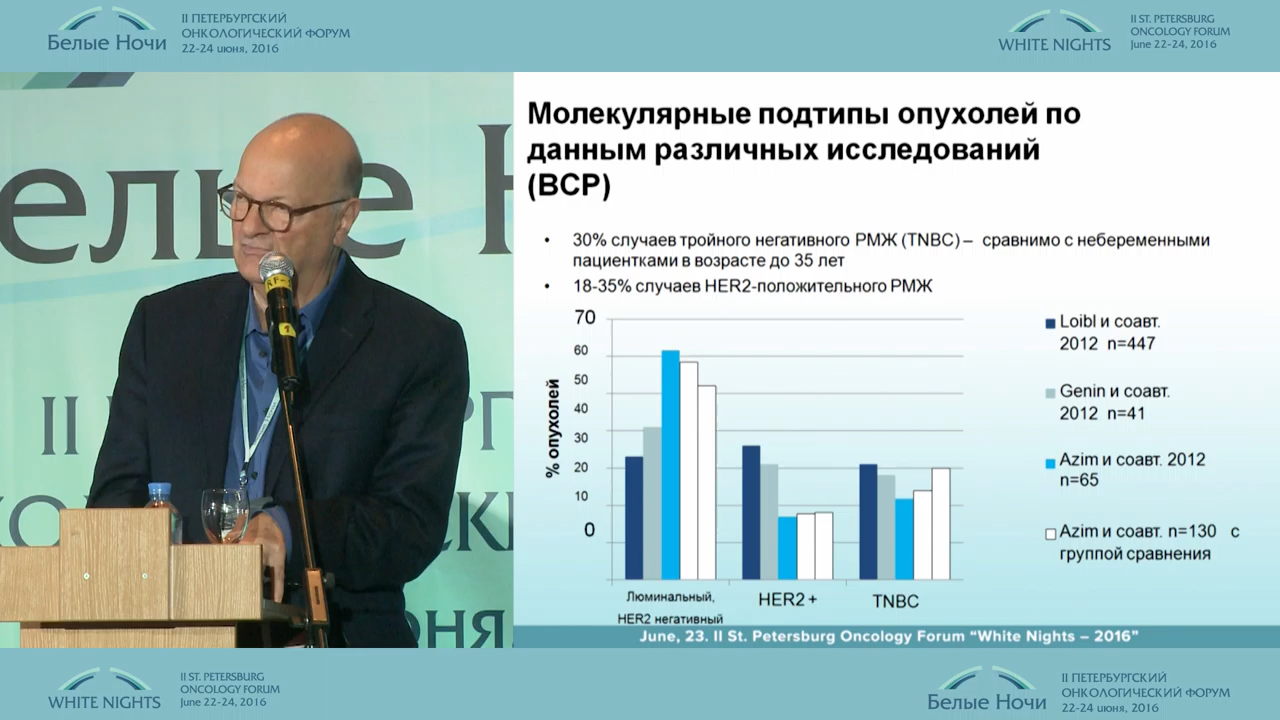 Белые Ночи
II ПЕТЕРБУРГСКИЙ
ОНКОЛОГИЧЕСКИЙ ФОРУМ
22-24 июня, 2016
WHITE NIGHTS
II ST. PETERSBURG
ONCOLOGY FORUM
June 22-24, 2016
Молекулярные подтипы опухолей по
данным различных исследований
(BCP)
• 30% случаев тройного негативного РМЖ (TNBC) – сравнимо с небеременными
пациентками в возрасте до 35 лет
• 18-35% случаев HER2-положительного РМЖ
% опухолей
70
60
50
40
30
20
10
0
Люминальный,
HER2 негативный
HER2 +
TNBC
Loibl и соавт.
2012 n=447
Genin и соавт.
2012 n=41
Azim и соавт. 2012
n=65
Azim и соавт. n=130 с
группой сравнения
June, 23. II St. Petersburg Oncology Forum “White Nights – 2016”
WHITE NIGHTS
II ST. PETERSBURG
ONCOLOGY FORUM
June 22-24, 2016
Белые Ночи
II ПЕТЕРБУРГСКИЙ
ОНКОЛОГИЧЕСКИЙ ФОРУМ
22-24 июня, 2016